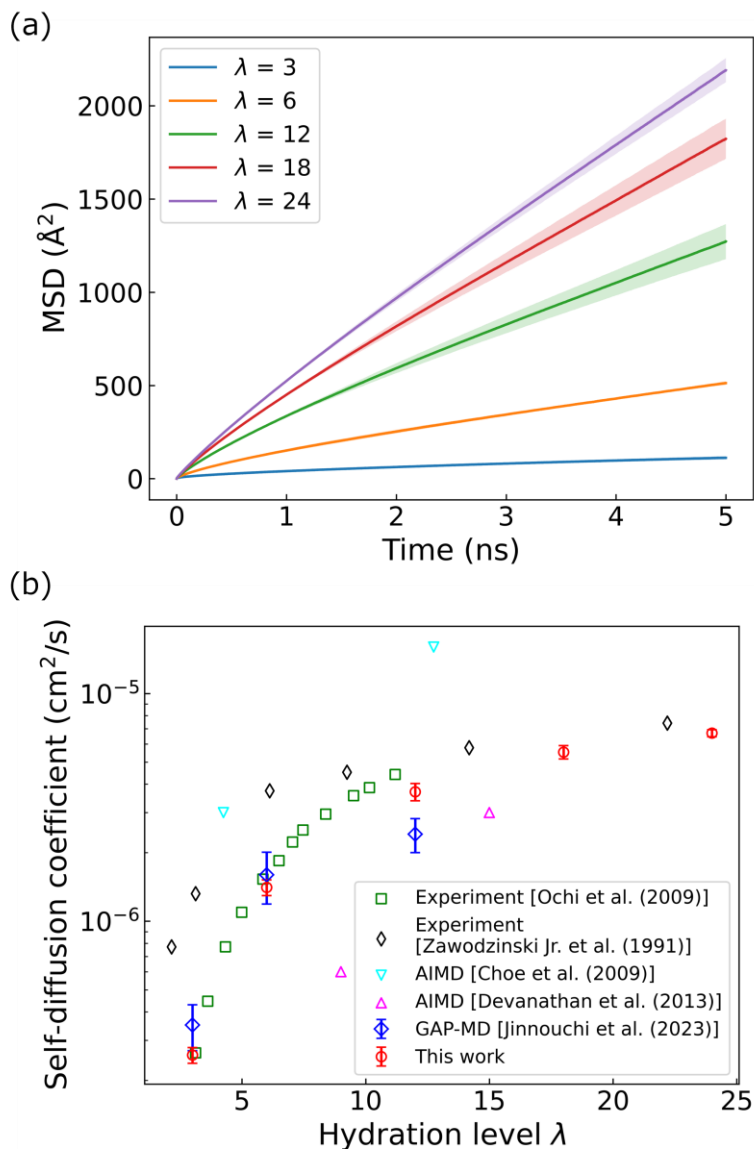 (a)
MSD (Å²)
2000
1500
1000
500
0
λ = 3
λ = 6
λ = 12
λ = 18
λ = 24
0 1 2 3 4 5
Time (ns)
(b)
Self-diffusion coefficient (cm²/s)
10⁻⁵
10⁻⁶
Experiment [Ochi et al. (2009)]
Experiment
[Zawodzinski Jr. et al. (1991)]
AIMD [Choe et al. (2009)]
AIMD [Devanathan et al. (2013)]
GAP-MD [Jinnouchi et al. (2023)]
This work
5 10 15 20 25
Hydration level λ